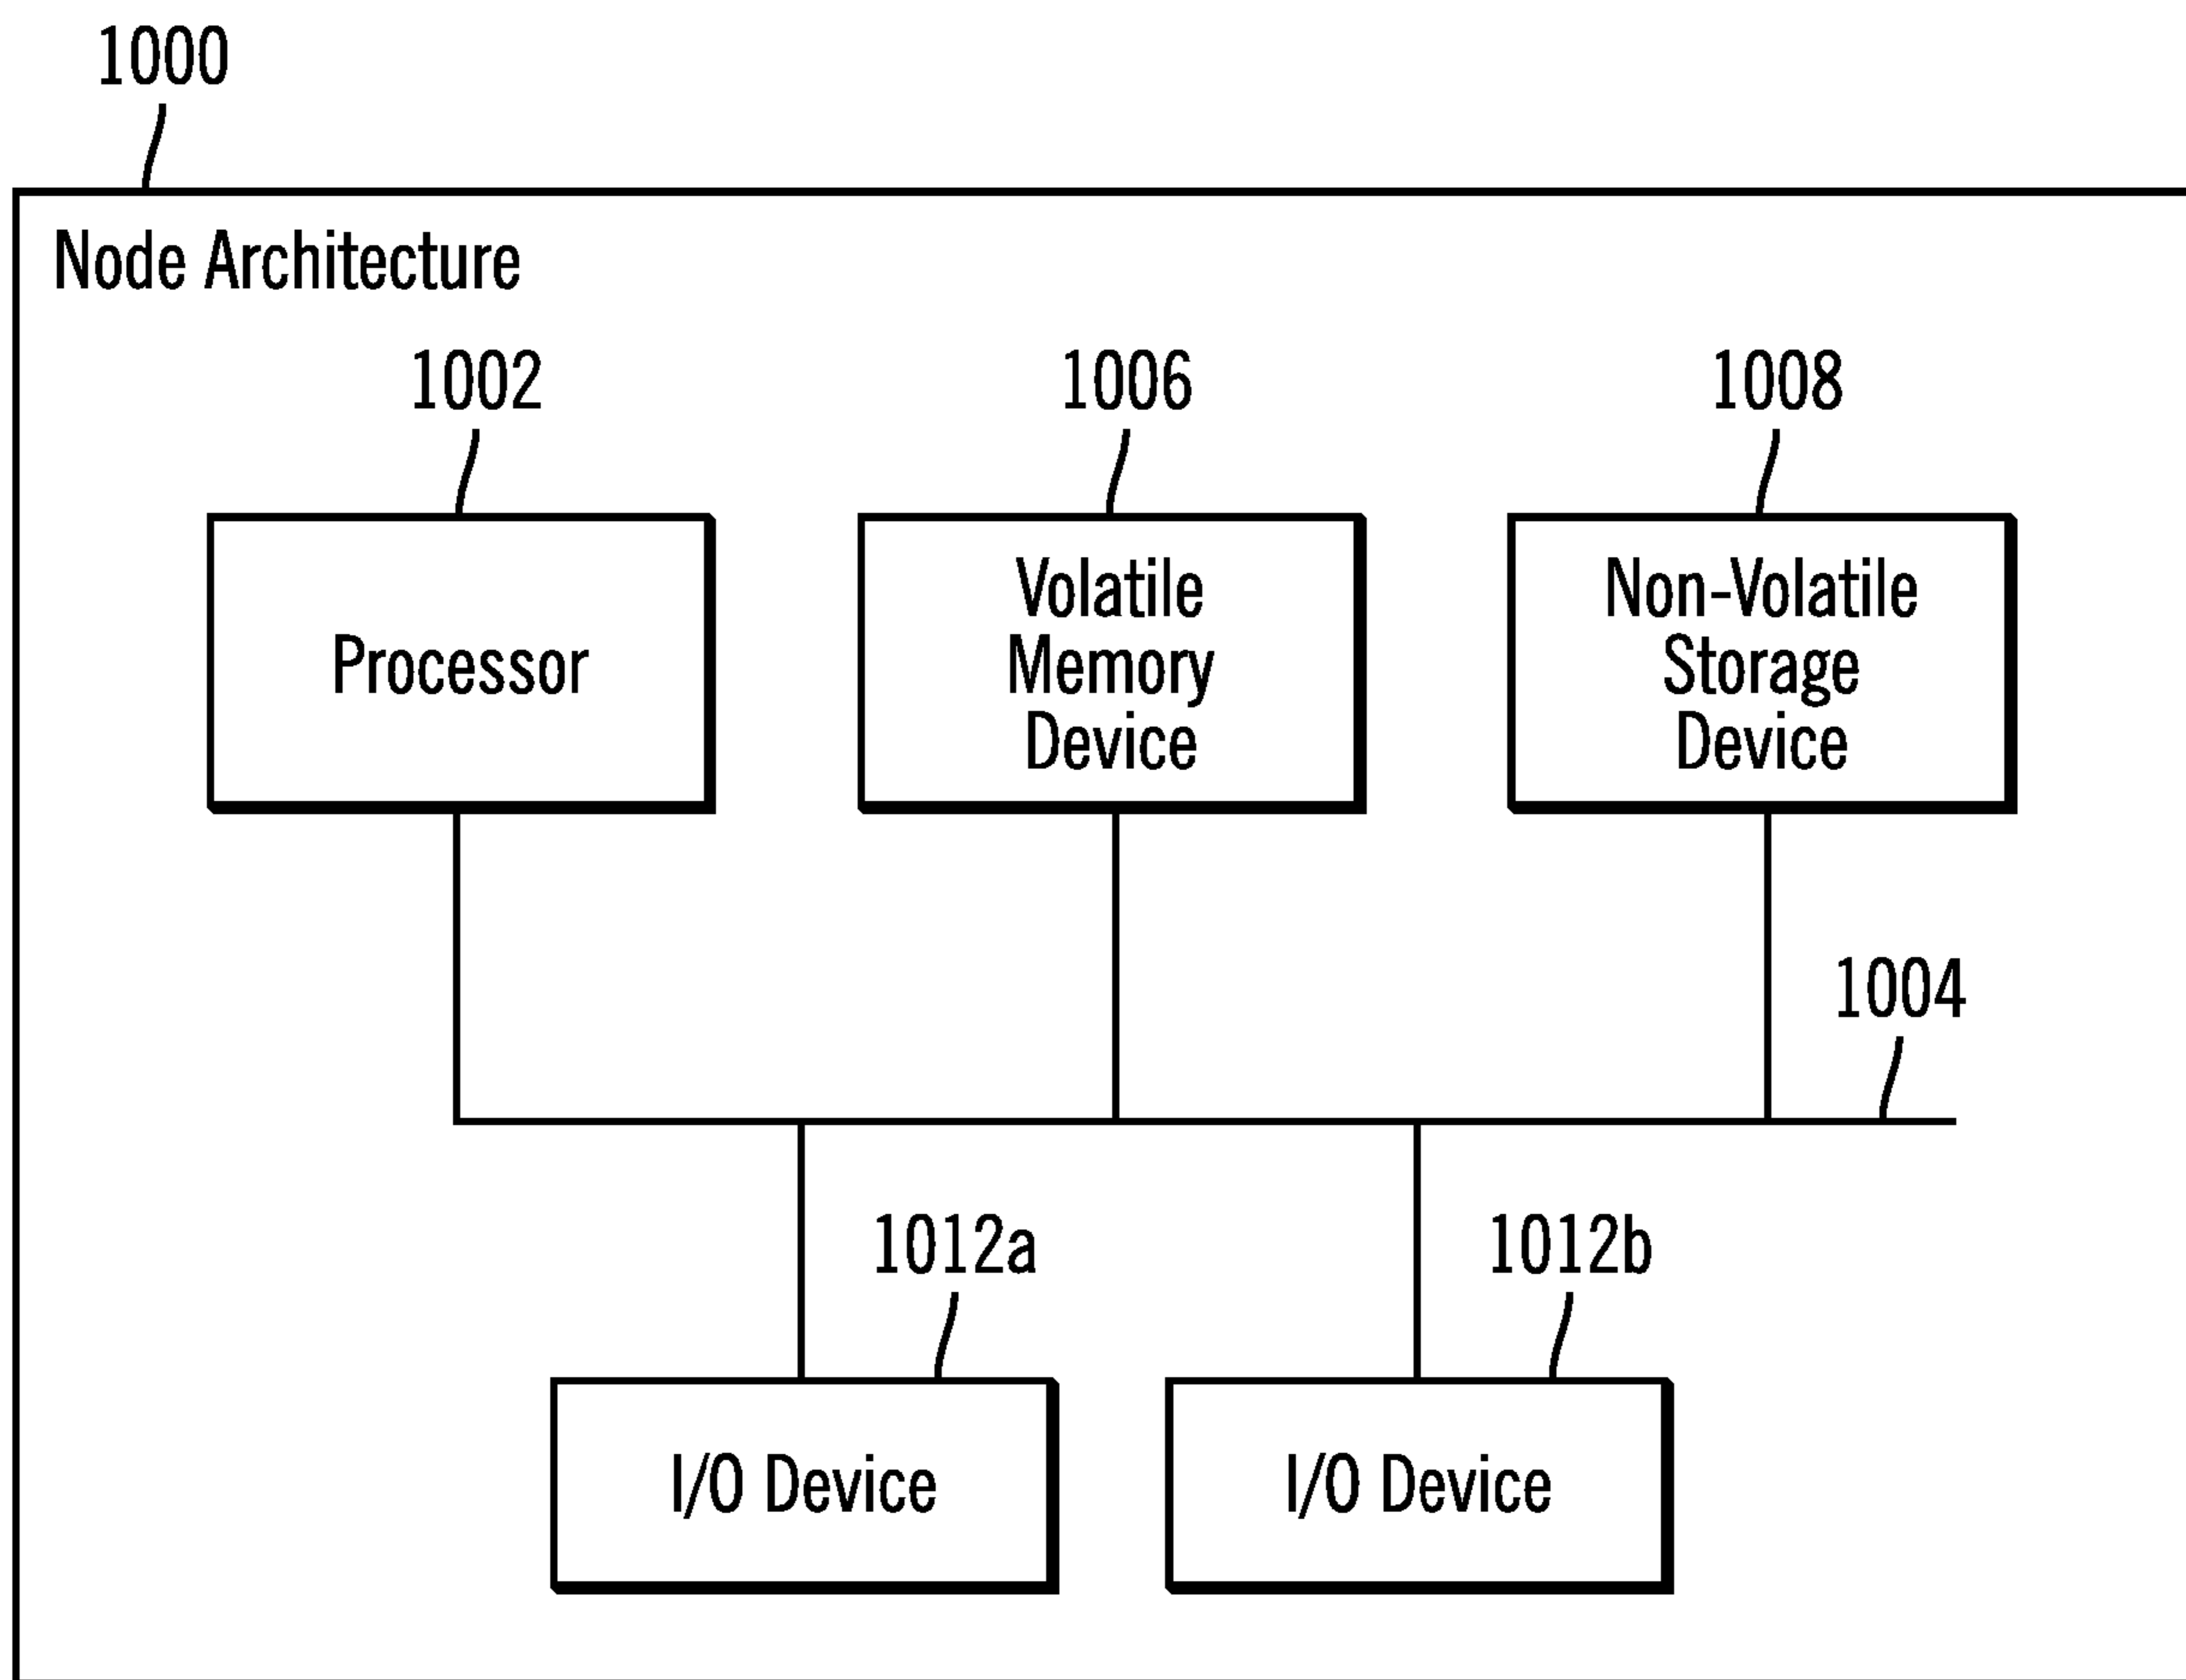 1000
Node Architecture
1002
1006
1008
Processor
Volatile
Memory
Device
Non-Volatile
Storage
Device
1004
1012a
1012b
I/O Device
I/O Device